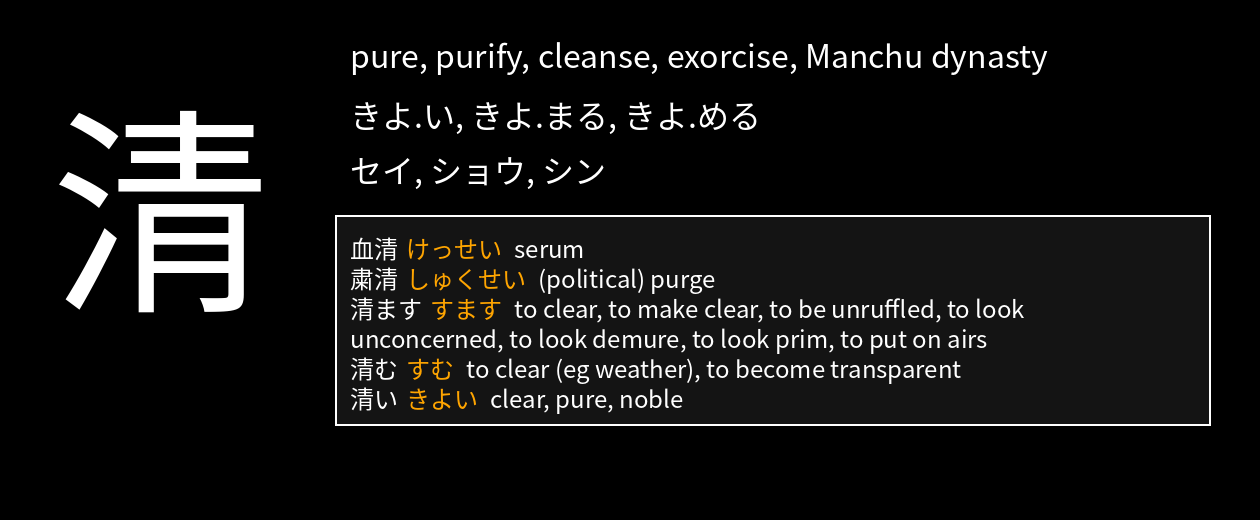 清
pure, purify, cleanse, exorcise, Manchu dynasty
きよ.い, きよ.まる, きよ.める
セイ, ショウ, シン
血清 けっせい serum
粛清 しゅくせい (political) purge
清ます すます to clear, to make clear, to be unruffled, to look
unconcerned, to look demure, to look prim, to put on airs
清む すむ to clear (eg weather), to become transparent
清い きよい clear, pure, noble